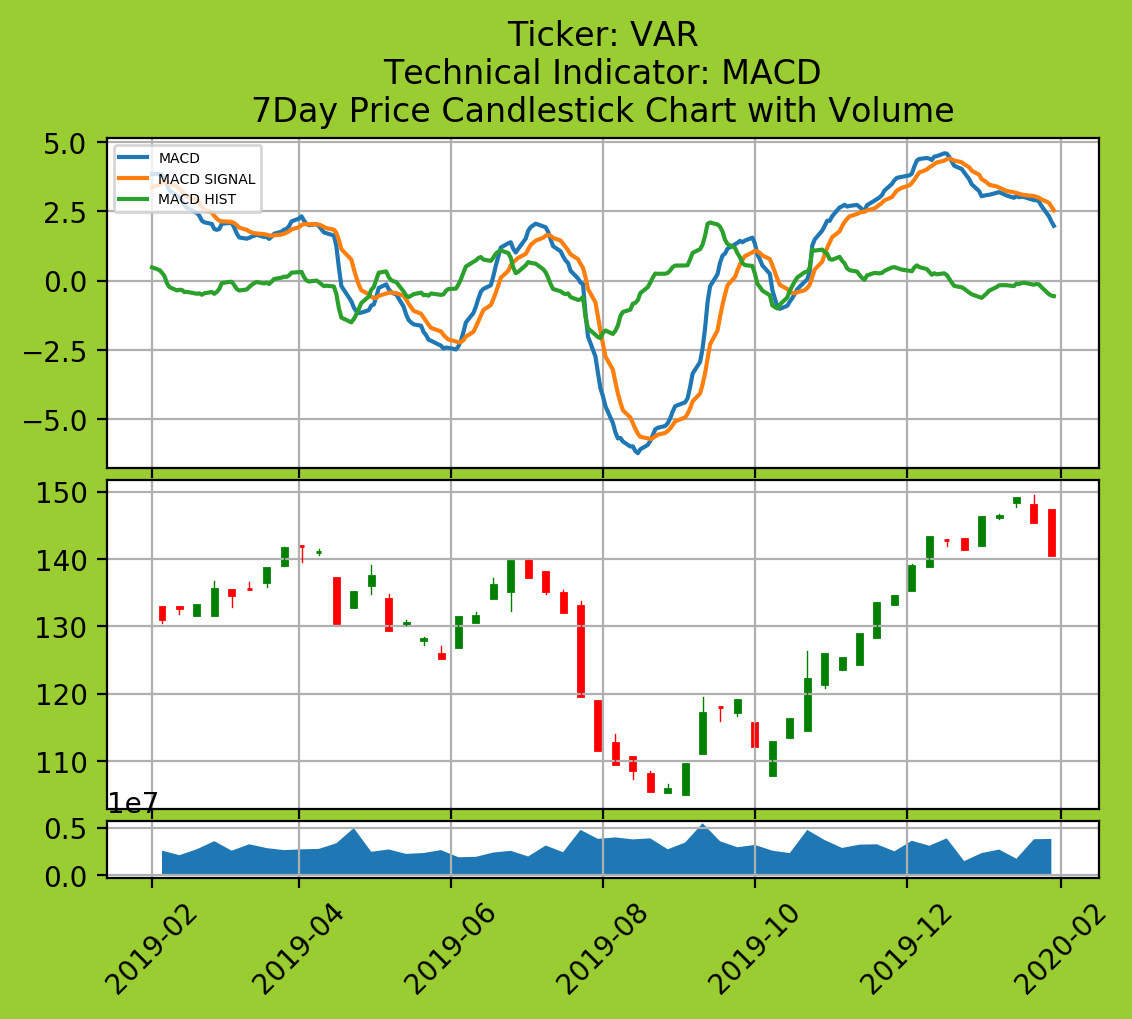 Ticker: VAR
Technical Indicator: MACD
7Day Price Candlestick Chart with Volume
5.0
2.5
0.0
−2.5
−5.0
MACD
MACD SIGNAL
MACD HIST
150
140
130
120
110
1e7
0.5
0.0
2019-02
2019-04
2019-06
2019-08
2019-10
2019-12
2020-02